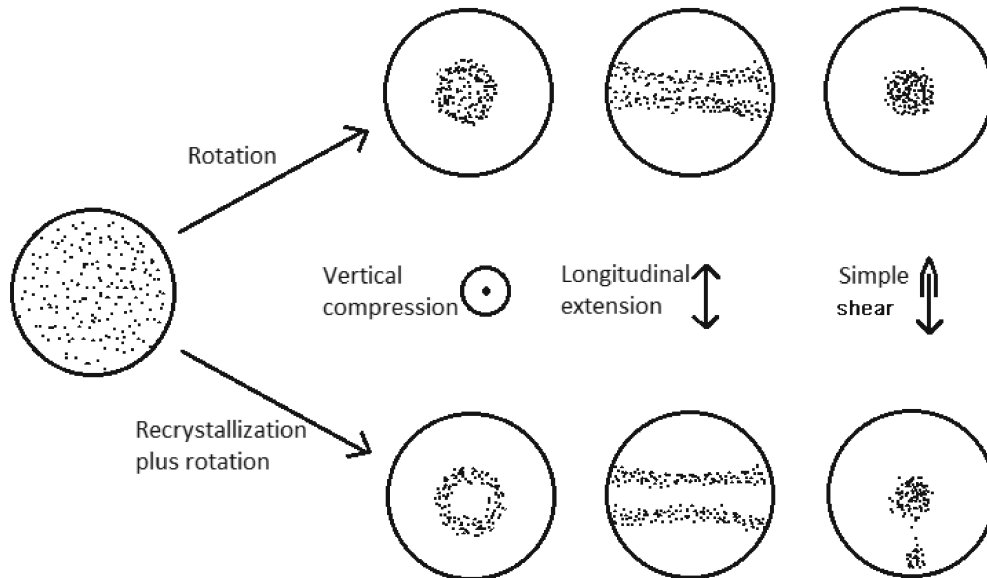 Rotation
Vertical
compression
Longitudinal
extension
Simple
shear
Recrystallization
plus rotation